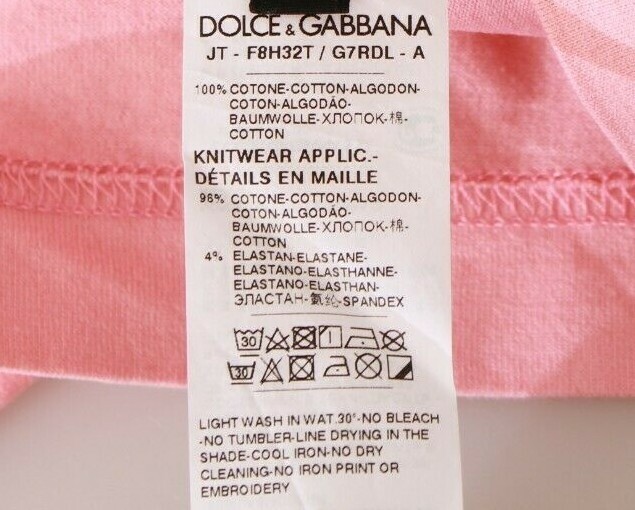 DOLCE & GABBANA
JT - F8H32T / G7RDL - A
100% COTONE-COTTON-ALGODON-
COTON-ALGODÃO-
BAUMWOLLE-ХЛОПОК-棉-
COTTON
KNITWEAR APPLIC.-
DÉTAILS EN MAILLE
96% COTONE-COTTON-ALGODON-
COTON-ALGODÃO-
BAUMWOLLE-ХЛОПОК-棉-
COTTON
4% ELASTAN-ELASTANE-
ELASTANO-ELASTHANNE-
ELASTANO-ELASTHAN-
ЭЛАСТАН-氨纶-SPANDEX
30
30
LIGHT WASH IN WAT.30°-NO BLEACH
-NO TUMBLER-LINE DRYING IN THE
SHADE-COOL IRON-NO DRY
CLEANING-NO IRON PRINT OR
EMBROIDERY